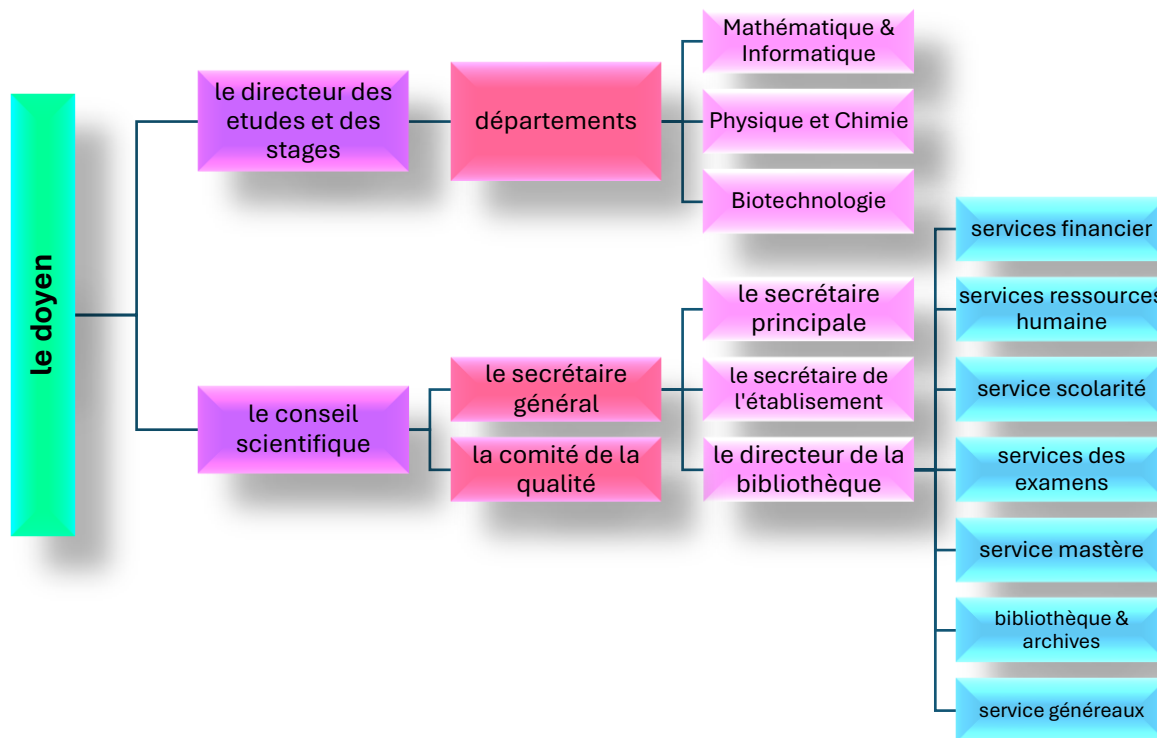 le doyen
le directeur des
etudes et des
stages
départements
Mathématique &
Informatique
Physique et Chimie
Biotechnologie
le conseil
scientifique
le secrétaire
général
la comité de la
qualité
le secrétaire
principale
le secrétaire de
l'établisement
le directeur de la
bibliothèque
services financier
services ressources
humaine
service scolarité
services des
examens
service mastère
bibliothèque &
archives
service généreaux